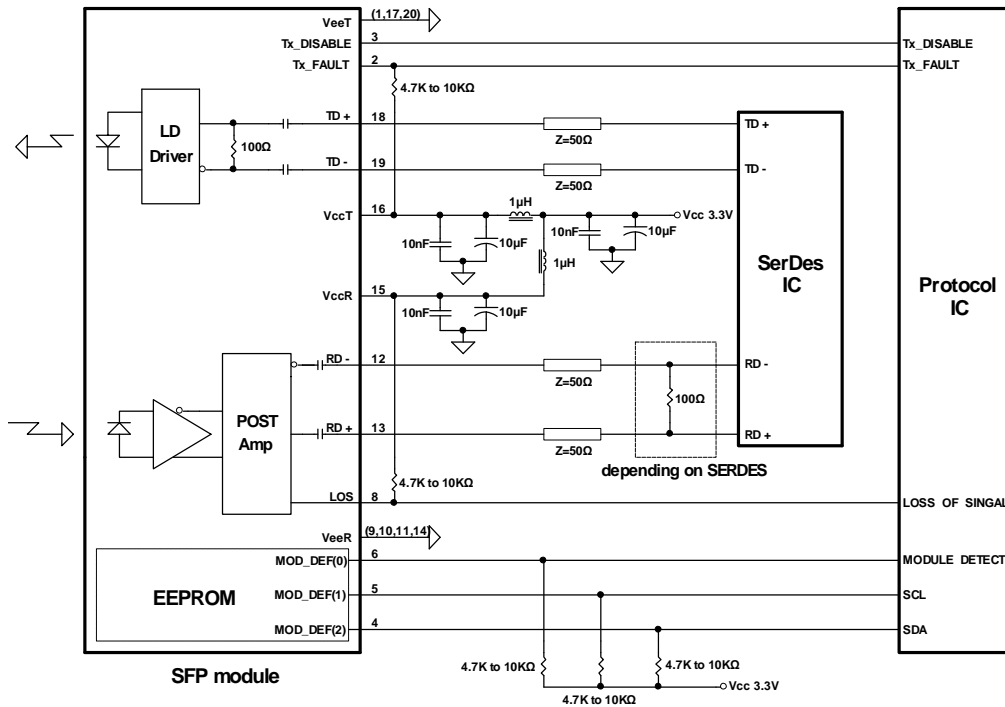 VeeT (1,17,20)
Tx_DISABLE 3 Tx_DISABLE
Tx_FAULT 2 Tx_FAULT
4.7K to 10KΩ
LD
Driver
100Ω
TD + 18 TD +
Z=50Ω
TD - 19 TD -
Z=50Ω
1μH
VccT 16 Vcc 3.3V
10nF 10μF 10nF 10μF
1μH
SerDes
IC
Protocol
IC
VccR 15
10nF 10μF
RD - 12 RD -
Z=50Ω
100Ω
POST
Amp
RD + 13 RD +
Z=50Ω
depending on SERDES
4.7K to 10KΩ
LOS 8 LOSS OF SINGAL
VeeR (9,10,11,14)
MOD_DEF(0) 6 MODULE DETECT
EEPROM
MOD_DEF(1) 5 SCL
MOD_DEF(2) 4 SDA
SFP module
4.7K to 10KΩ 4.7K to 10KΩ
4.7K to 10KΩ
Vcc 3.3V